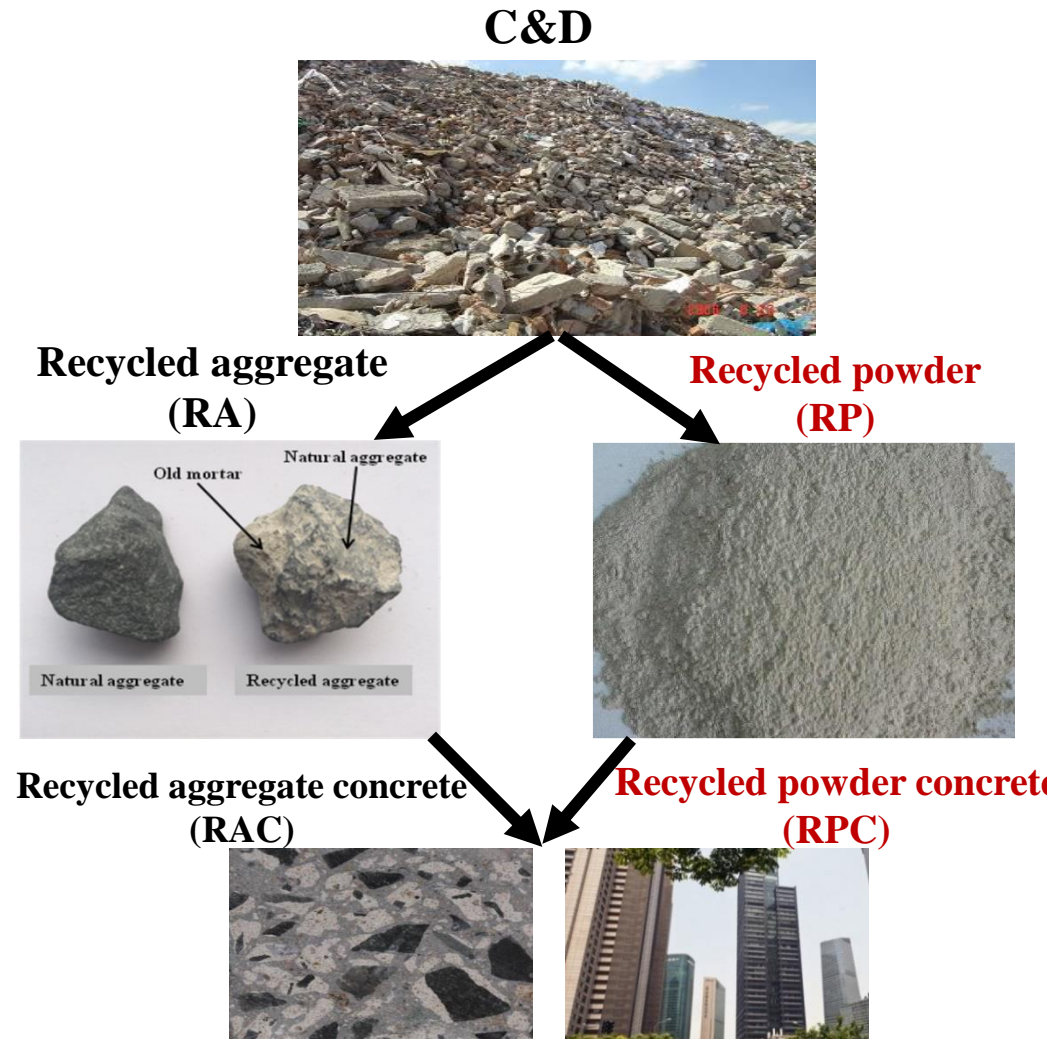 C&D
Recycled aggregate
(RA)
Recycled powder
(RP)
Old mortar
Natural aggregate
Natural aggregate
Recycled aggregate
Recycled aggregate concrete
(RAC)
Recycled powder concrete
(RPC)